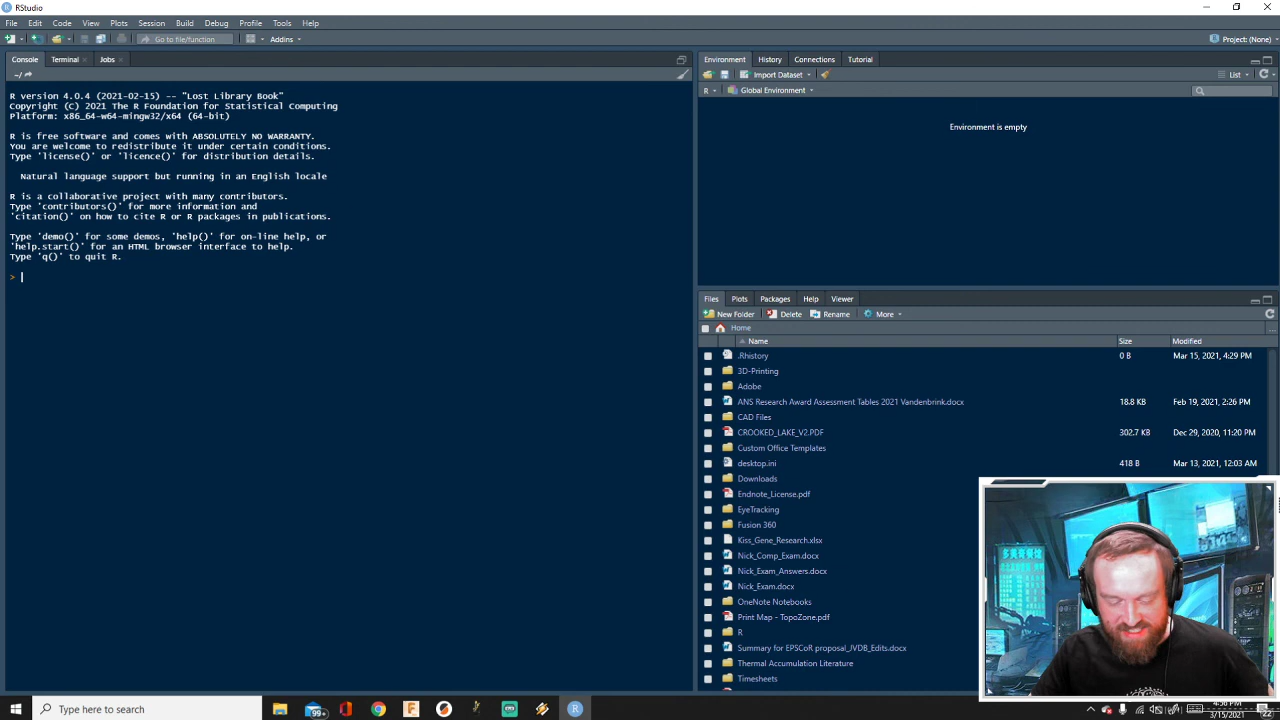 RStudio
File Edit Code View Plots Session Build Debug Profile Tools Help
Go to file/function Addins Project: (None)
Console Terminal Jobs
~/
R version 4.0.4 (2021-02-15) -- "Lost Library Book"
Copyright (C) 2021 The R Foundation for Statistical Computing
Platform: x86_64-w64-mingw32/x64 (64-bit)
R is free software and comes with ABSOLUTELY NO WARRANTY.
You are welcome to redistribute it under certain conditions.
Type 'license()' or 'licence()' for distribution details.
Natural language support but running in an English locale
R is a collaborative project with many contributors.
Type 'contributors()' for more information and
'citation()' on how to cite R or R packages in publications.
Type 'demo()' for some demos, 'help()' for on-line help, or
'help.start()' for an HTML browser interface to help.
Type 'q()' to quit R.
>
Environment History Connections Tutorial
Import Dataset List
R Global Environment
Environment is empty
Files Plots Packages Help Viewer
New Folder Delete Rename More
Home
Name Size Modified
.Rhistory 0 B Mar 15, 2021, 4:29 PM
3D-Printing
Adobe
ANS Research Award Assessment Tables 2021 Vandenbrink.docx 18.8 KB Feb 19, 2021, 2:26 PM
CAD Files
CROOKED_LAKE_V2.PDF 302.7 KB Dec 29, 2020, 11:20 PM
Custom Office Templates
desktop.ini 418 B Mar 13, 2021, 12:03 AM
Downloads
Endnote_License.pdf
EyeTracking
Fusion 360
Kiss_Gene_Research.xlsx
Nick_Comp_Exam.docx
Nick_Exam_Answers.docx
Nick_Exam.docx
OneNote Notebooks
Print Map - TopoZone.pdf
R
Summary for EPSCoR proposal_JVDB_Edits.docx
Thermal Accumulation Literature
Timesheets
Type here to search
99+
4:56 PM
3/15/2021